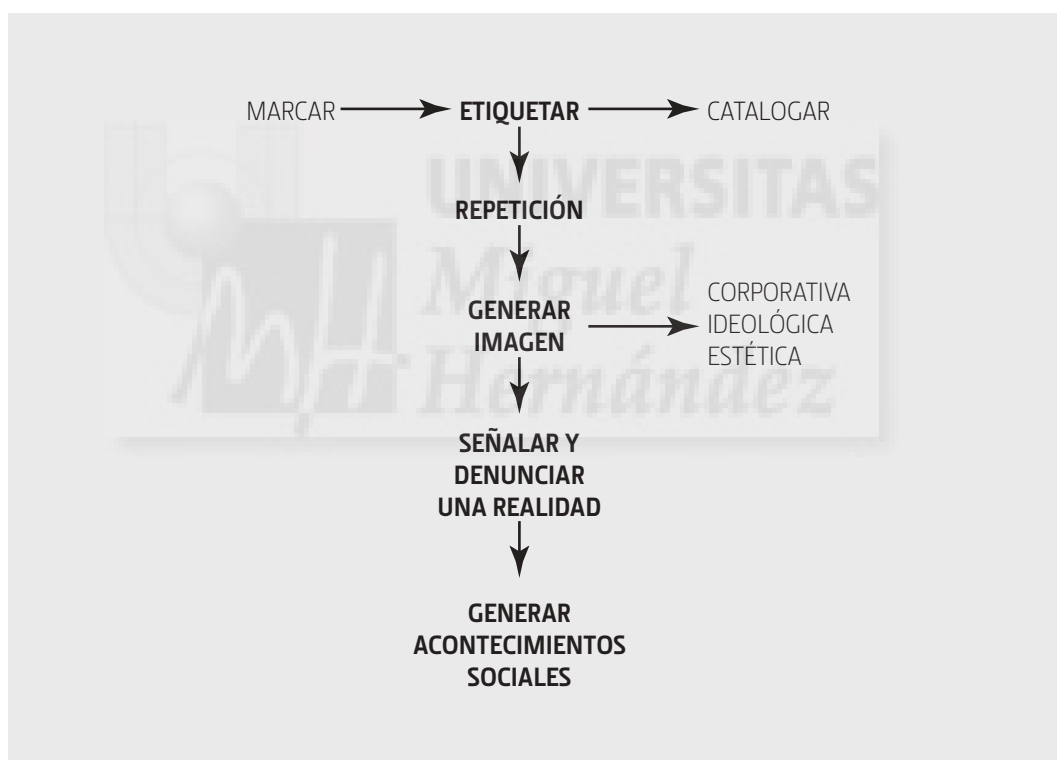 MARCAR ETIQUETAR CATALOGAR
UNIVERSITAS
REPETICIÓN
Miguel
GENERAR
IMAGEN
CORPORATIVA
IDEOLÓGICA
ESTÉTICA
Hernández
SEÑALAR Y
DENUNCIAR
UNA REALIDAD
GENERAR
ACONTECIMIENTOS
SOCIALES